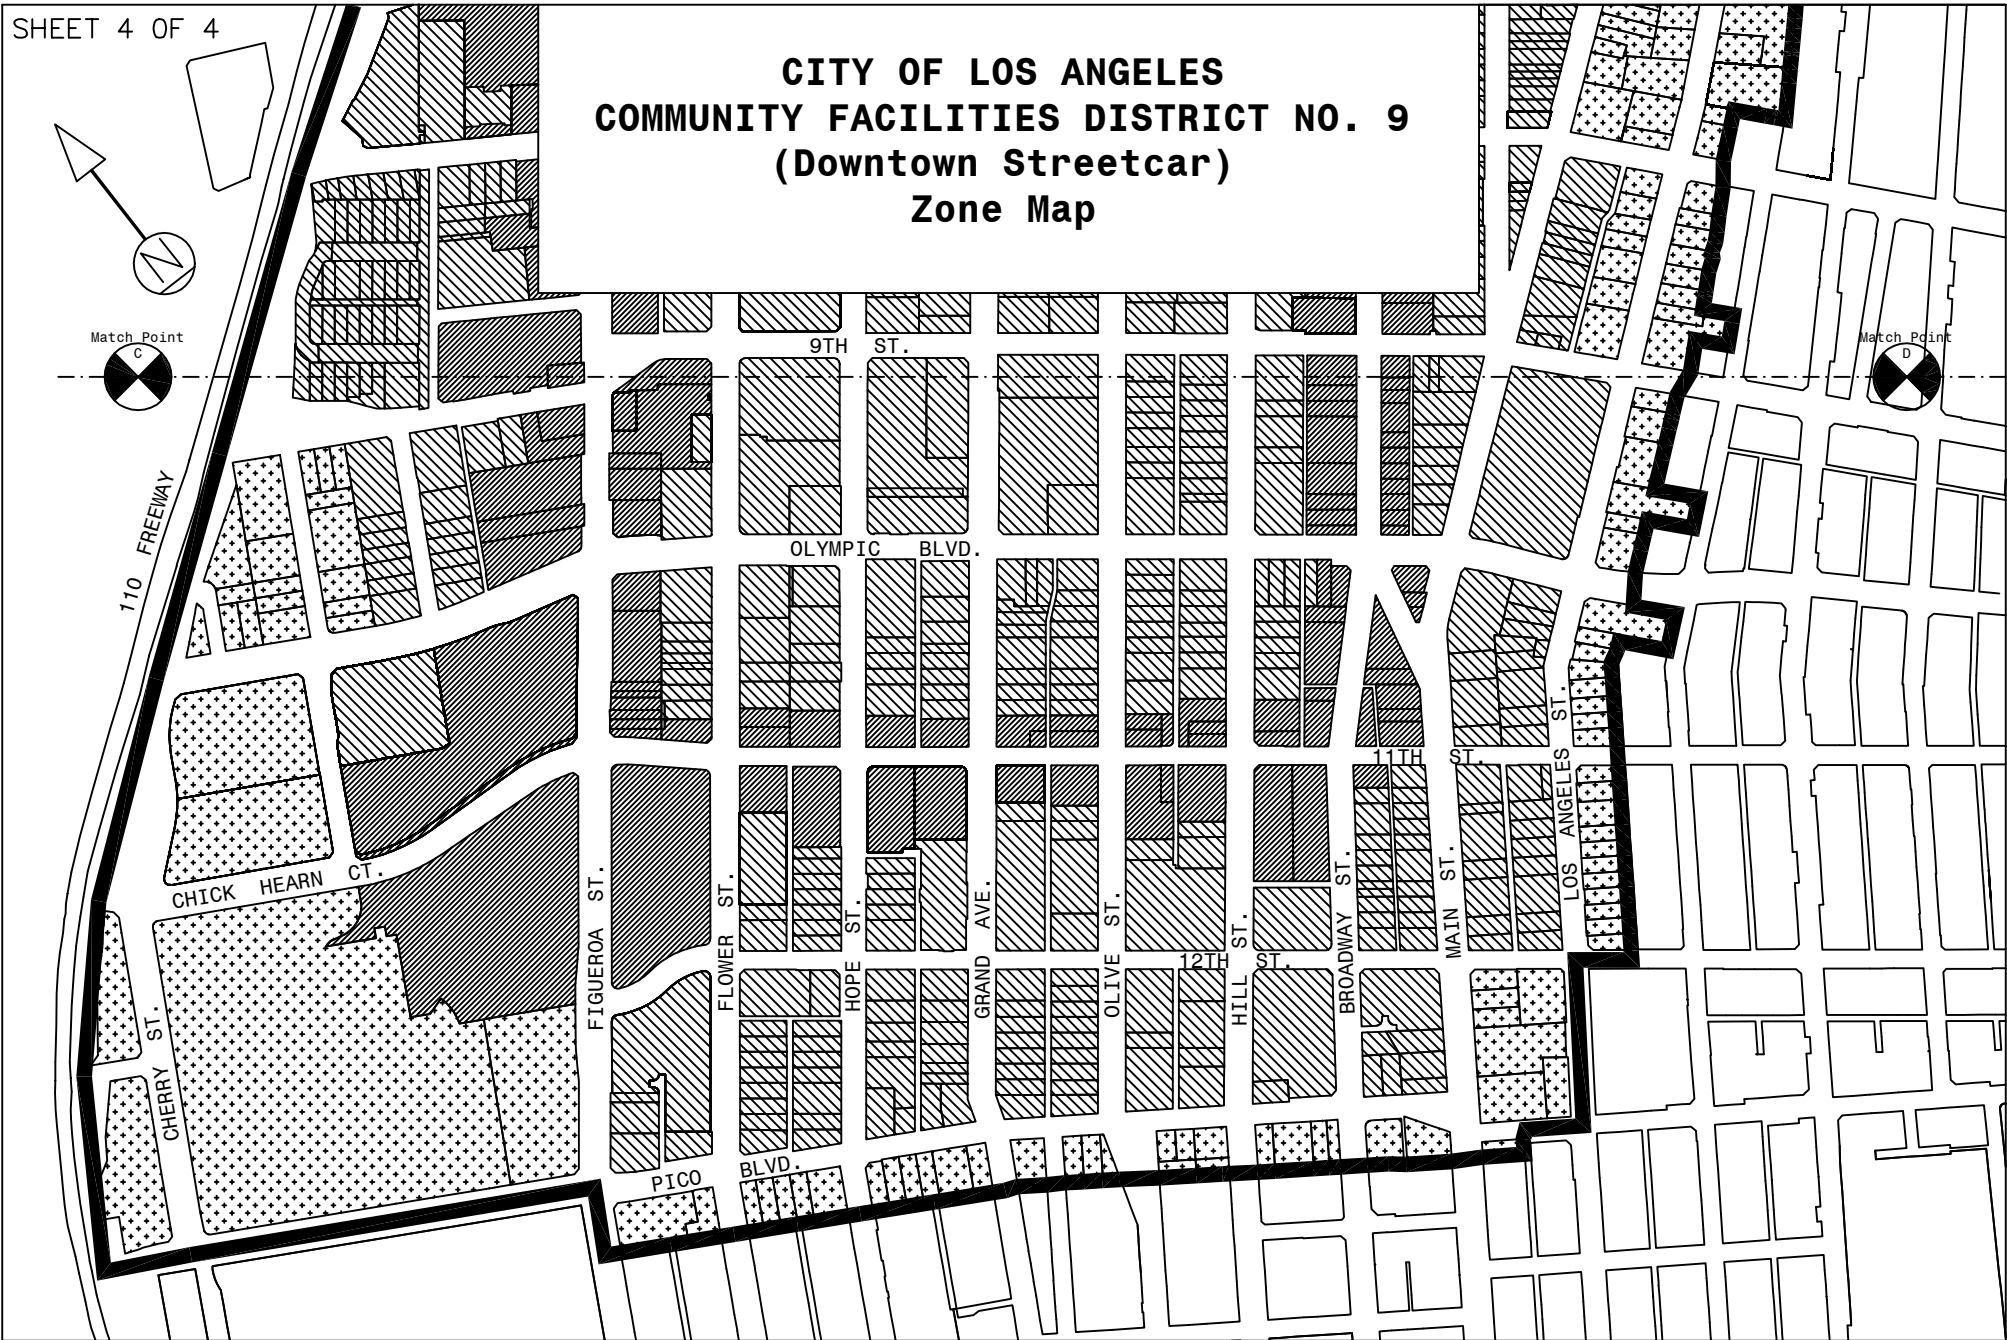 SHEET 4 OF 4
CITY OF LOS ANGELES
COMMUNITY FACILITIES DISTRICT NO. 9
(Downtown Streetcar)
Zone Map
N
Match Point
C
Match Point
D
9TH ST.
110 FREEWAY
OLYMPIC BLVD.
11TH ST.
LOS ANGELES ST.
CHICK HEARN CT.
FIGUEROA ST.
FLOWER ST.
HOPE ST.
GRAND AVE.
OLIVE ST.
HILL ST.
BROADWAY ST.
MAIN ST.
12TH ST.
CHERRY ST.
PICO BLVD.